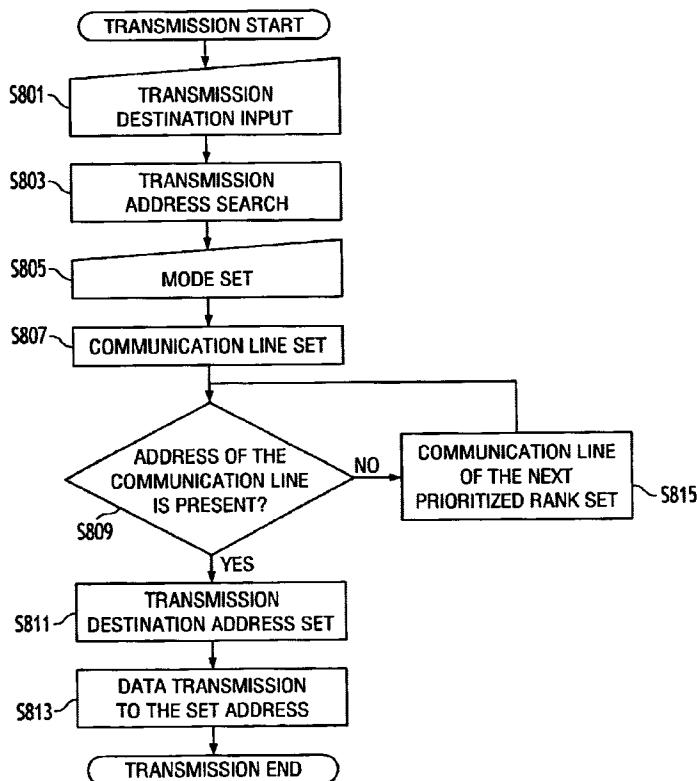 TRANSMISSION START
S801
TRANSMISSION
DESTINATION INPUT
S803
TRANSMISSION
ADDRESS SEARCH
S805
MODE SET
S807
COMMUNICATION LINE SET
ADDRESS OF THE
COMMUNICATION LINE
IS PRESENT?
S809
NO
COMMUNICATION LINE
OF THE NEXT
PRIORITIZED RANK SET
S815
YES
S811
TRANSMISSION
DESTINATION ADDRESS SET
S813
DATA TRANSMISSION
TO THE SET ADDRESS
TRANSMISSION END